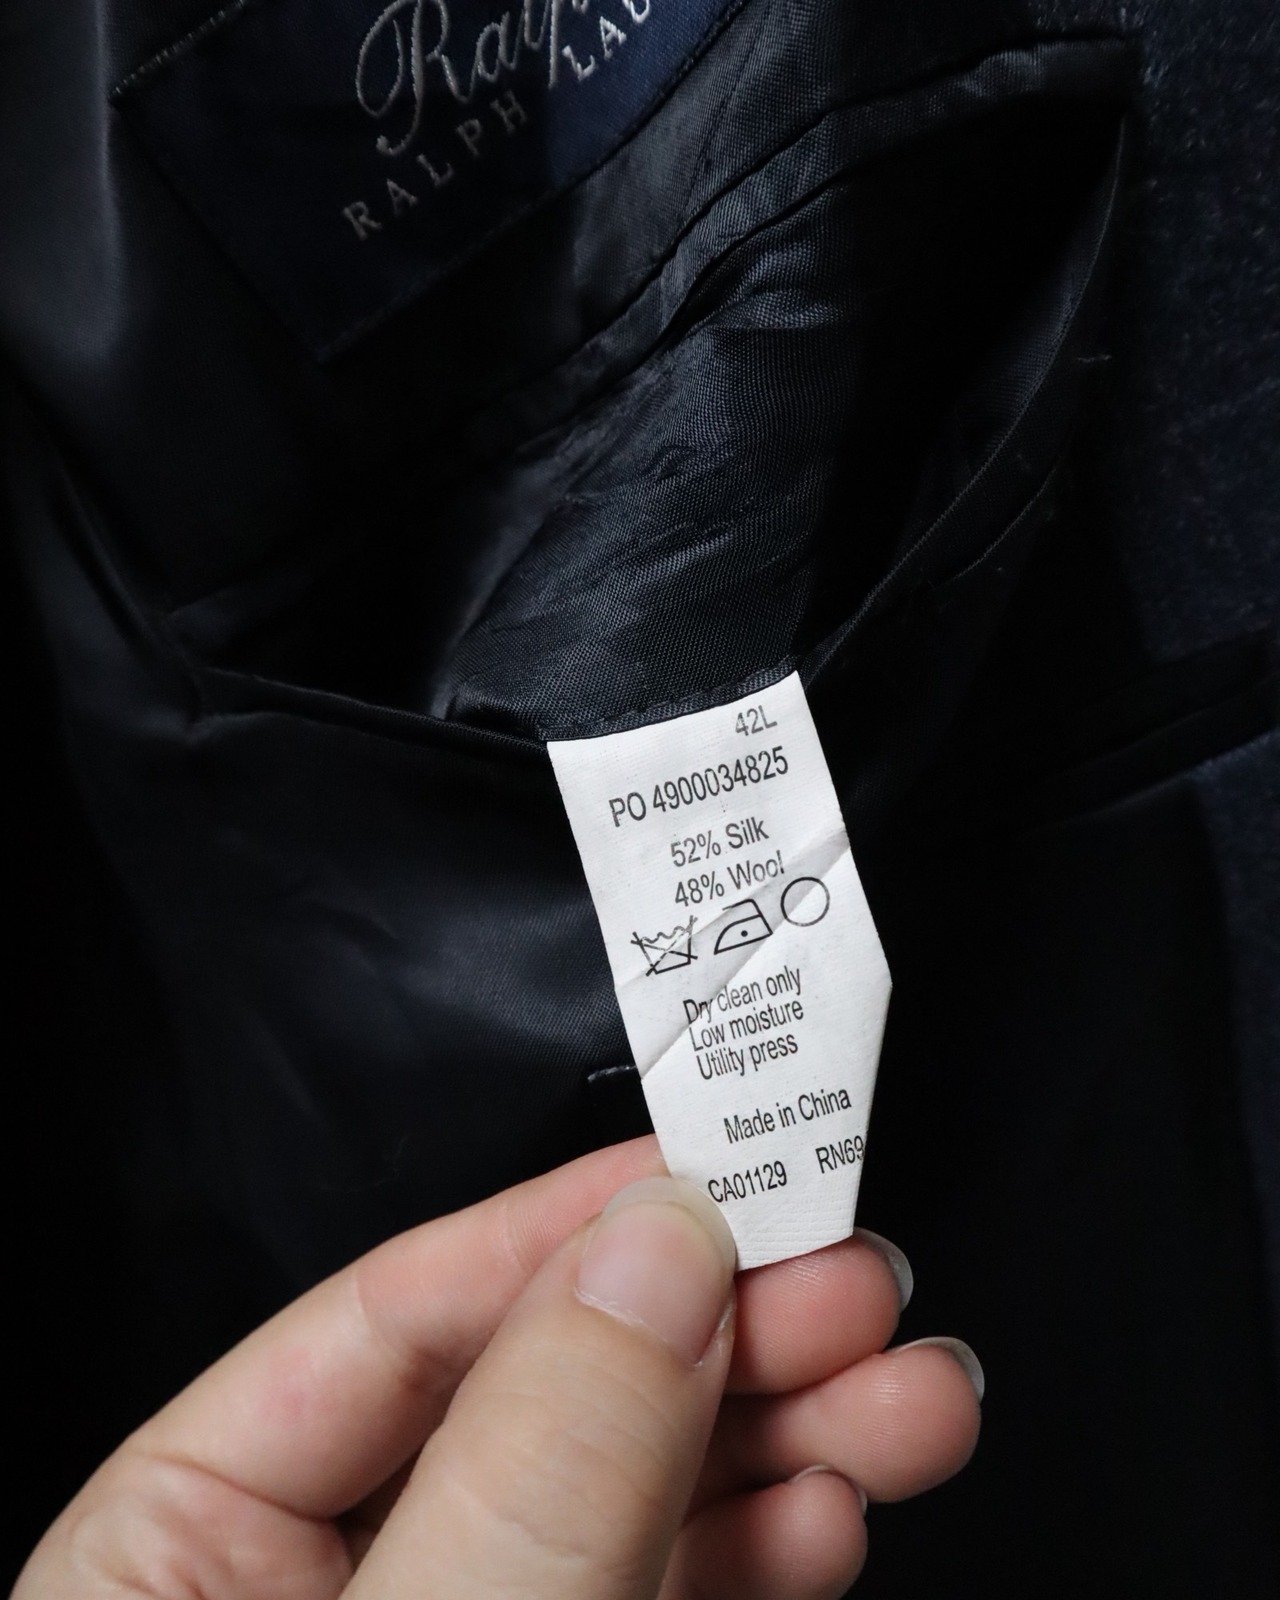 Ralph
LAU
RALPH
42L
PO 4900034825
52% Silk
48% Wool
Dry clean only
Low moisture
Utility press
Made in China
CA01129 RN69